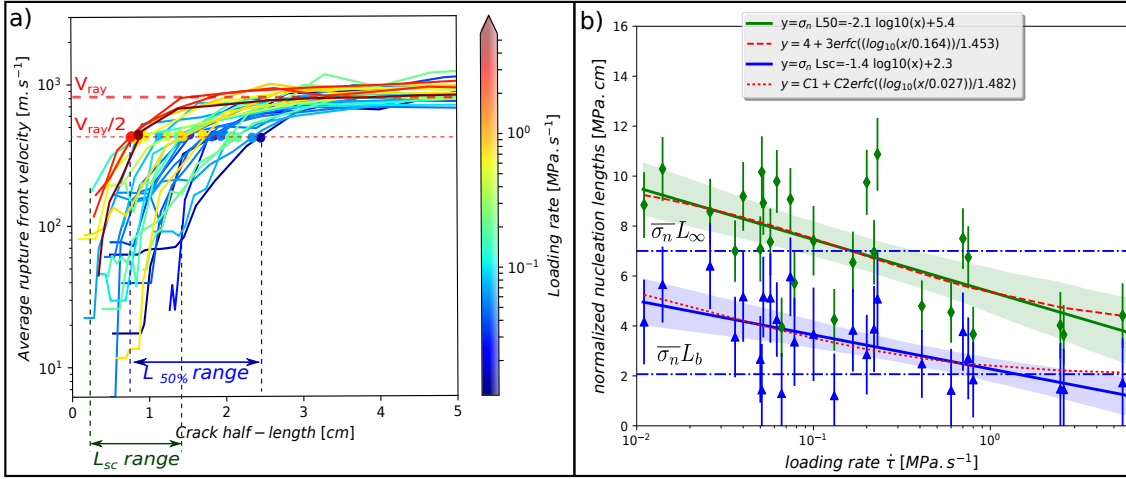 a)
Average rupture front velocity [m. s⁻¹]
10³
10²
10¹
V_ray
V_ray/2
0 1 2 3 4 5
Crack half−length [cm]
L 50% range
L_sc range
Loading rate [MPa. s⁻¹]
10⁰
10⁻¹
b)
normalized nucleation lengths [MPa. cm]
16
14
12
10
8
6
4
2
0
y=σ_n L50=-2.1 log10(x)+5.4
y = 4 + 3erfc((log₁₀(x/0.164))/1.453)
y=σ_n Lsc=-1.4 log10(x)+2.3
y = C1 + C2erfc((log₁₀(x/0.027))/1.482)
σ̅_n̅ L_∞
σ̅_n̅ L_b
10⁻² 10⁻¹ 10⁰
loading rate τ̇ [MPa. s⁻¹]